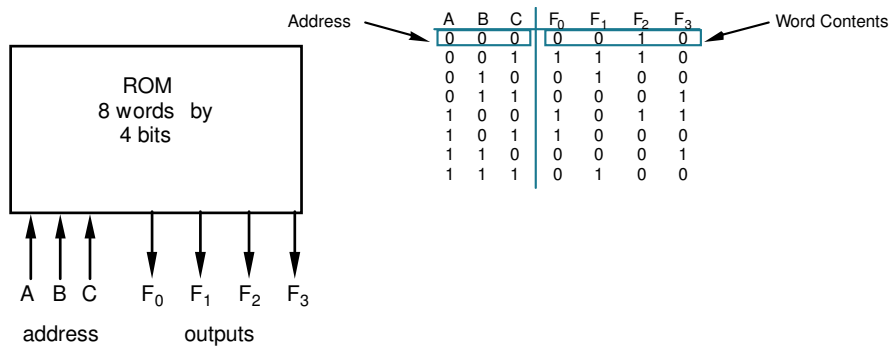 Address
A B C F0 F1 F2 F3
Word Contents
0 0 0 0 0 1 0
0 0 1 1 1 1 0
0 1 0 0 1 0 0
0 1 1 0 0 0 1
1 0 0 1 0 1 1
1 0 1 1 0 0 0
1 1 0 0 0 0 1
1 1 1 0 1 0 0
ROM
8 words by
4 bits
A B C F0 F1 F2 F3
address outputs